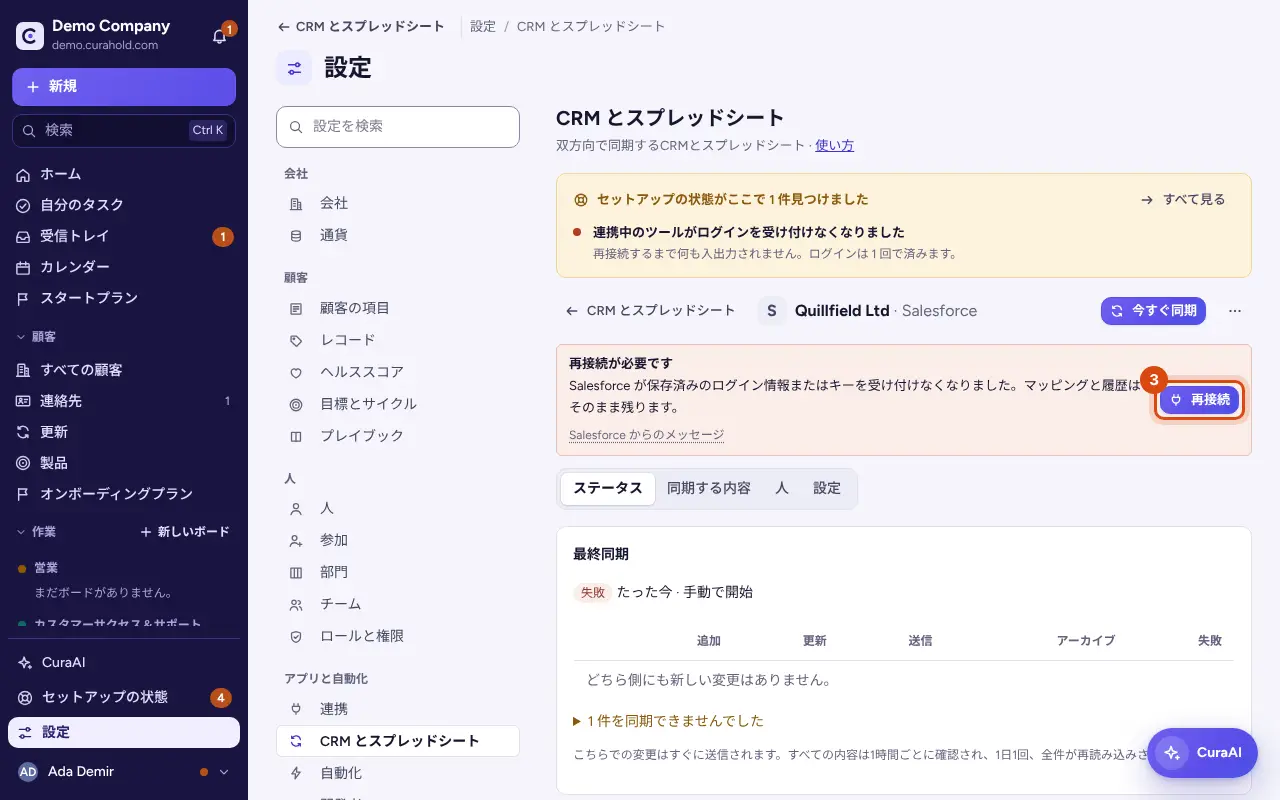 Demo Company
demo.curahold.com
1
新規
検索
Ctrl K
ホーム
自分のタスク
受信トレイ
1
カレンダー
スタートプラン
顧客
すべての顧客
連絡先
1
更新
製品
オンボーディングプラン
作業
新しいボード
営業
まだボードがありません。
カスタマーサクセス&サポート
CuraAI
セットアップの状態
4
設定
AD
Ada Demir
CRM とスプレッドシート
設定 / CRM とスプレッドシート
設定
設定を検索
会社
会社
通貨
顧客
顧客の項目
レコード
ヘルススコア
目標とサイクル
プレイブック
人
人
参加
部門
チーム
ロールと権限
アプリと自動化
連携
CRM とスプレッドシート
自動化
CRM とスプレッドシート
双方向で同期するCRMとスプレッドシート · 使い方
セットアップの状態がここで 1 件見つけました
すべて見る
連携中のツールがログインを受け付けなくなりました
再接続するまで何も入出力されません。ログインは 1 回で済みます。
CRM とスプレッドシート
S
Quillfield Ltd · Salesforce
今すぐ同期
再接続が必要です
Salesforce が保存済みのログイン情報またはキーを受け付けなくなりました。マッピングと履歴は
そのまま残ります。
Salesforce からのメッセージ
3
再接続
ステータス
同期する内容
人
設定
最終同期
失敗 たった今 · 手動で開始
追加
更新
送信
アーカイブ
失敗
どちら側にも新しい変更はありません。
1 件を同期できませんでした
こちらでの変更はすぐに送信されます。すべての内容は1時間ごとに確認され、1日1回、全件が再読み込みさ
CuraAI